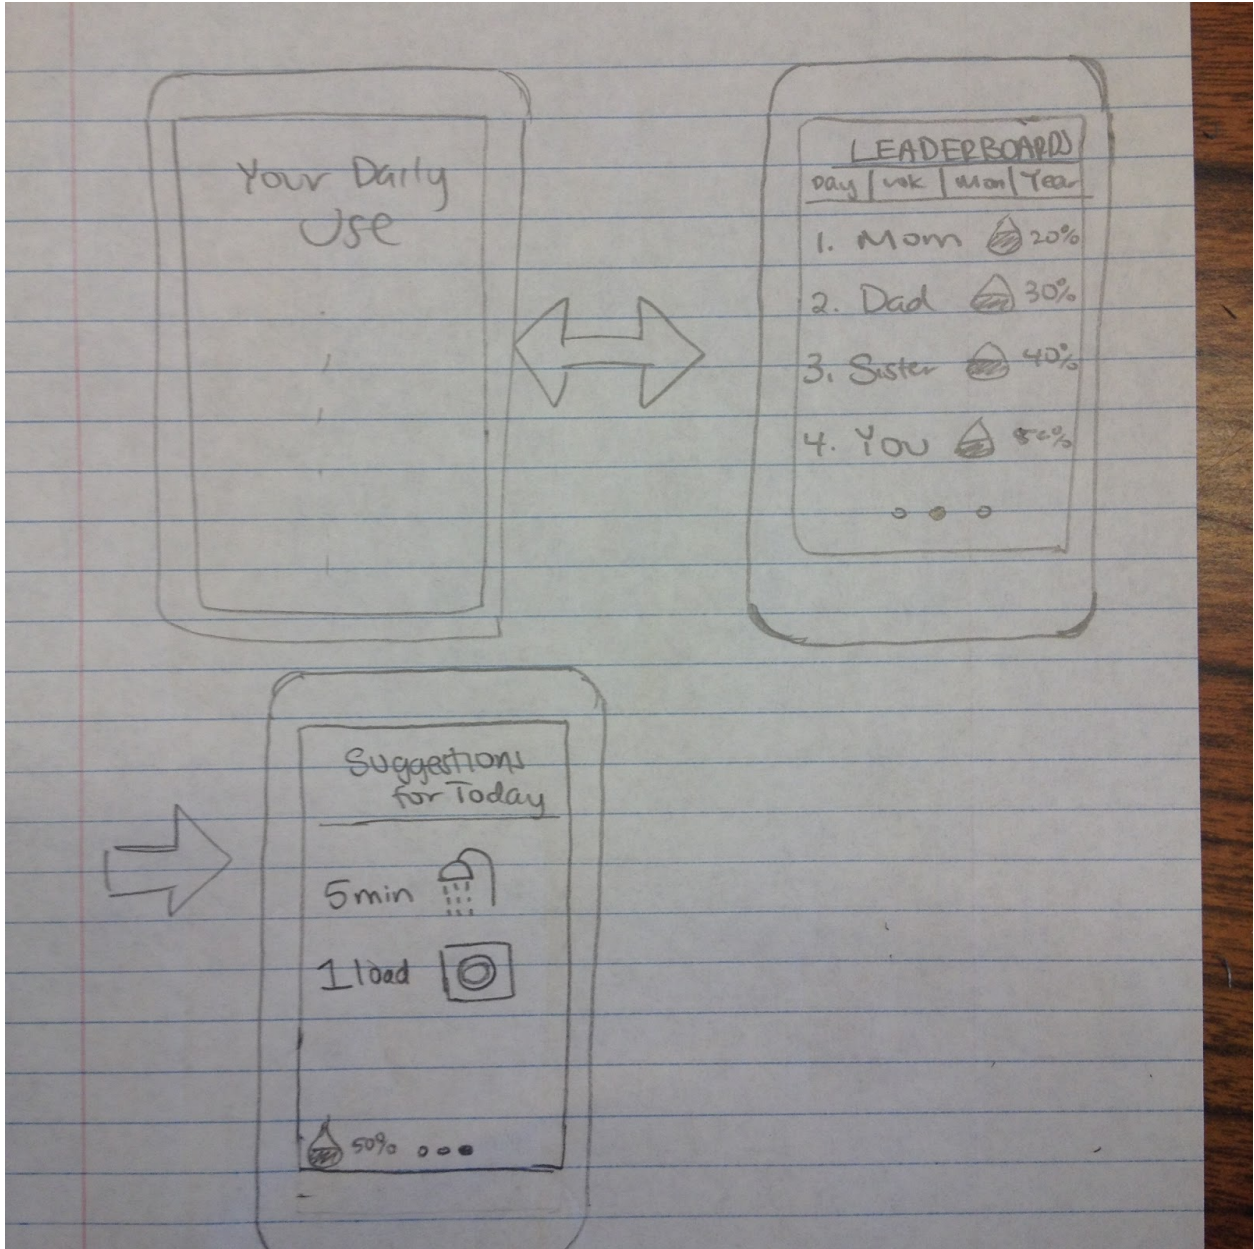 Your Daily
Use
LEADERBOARDS
Day | wk | Mon | Year
1. Mom 20%
2. Dad 30%
3. Sister 40%
4. You
Suggestions
for Today
5min
1 load
50%